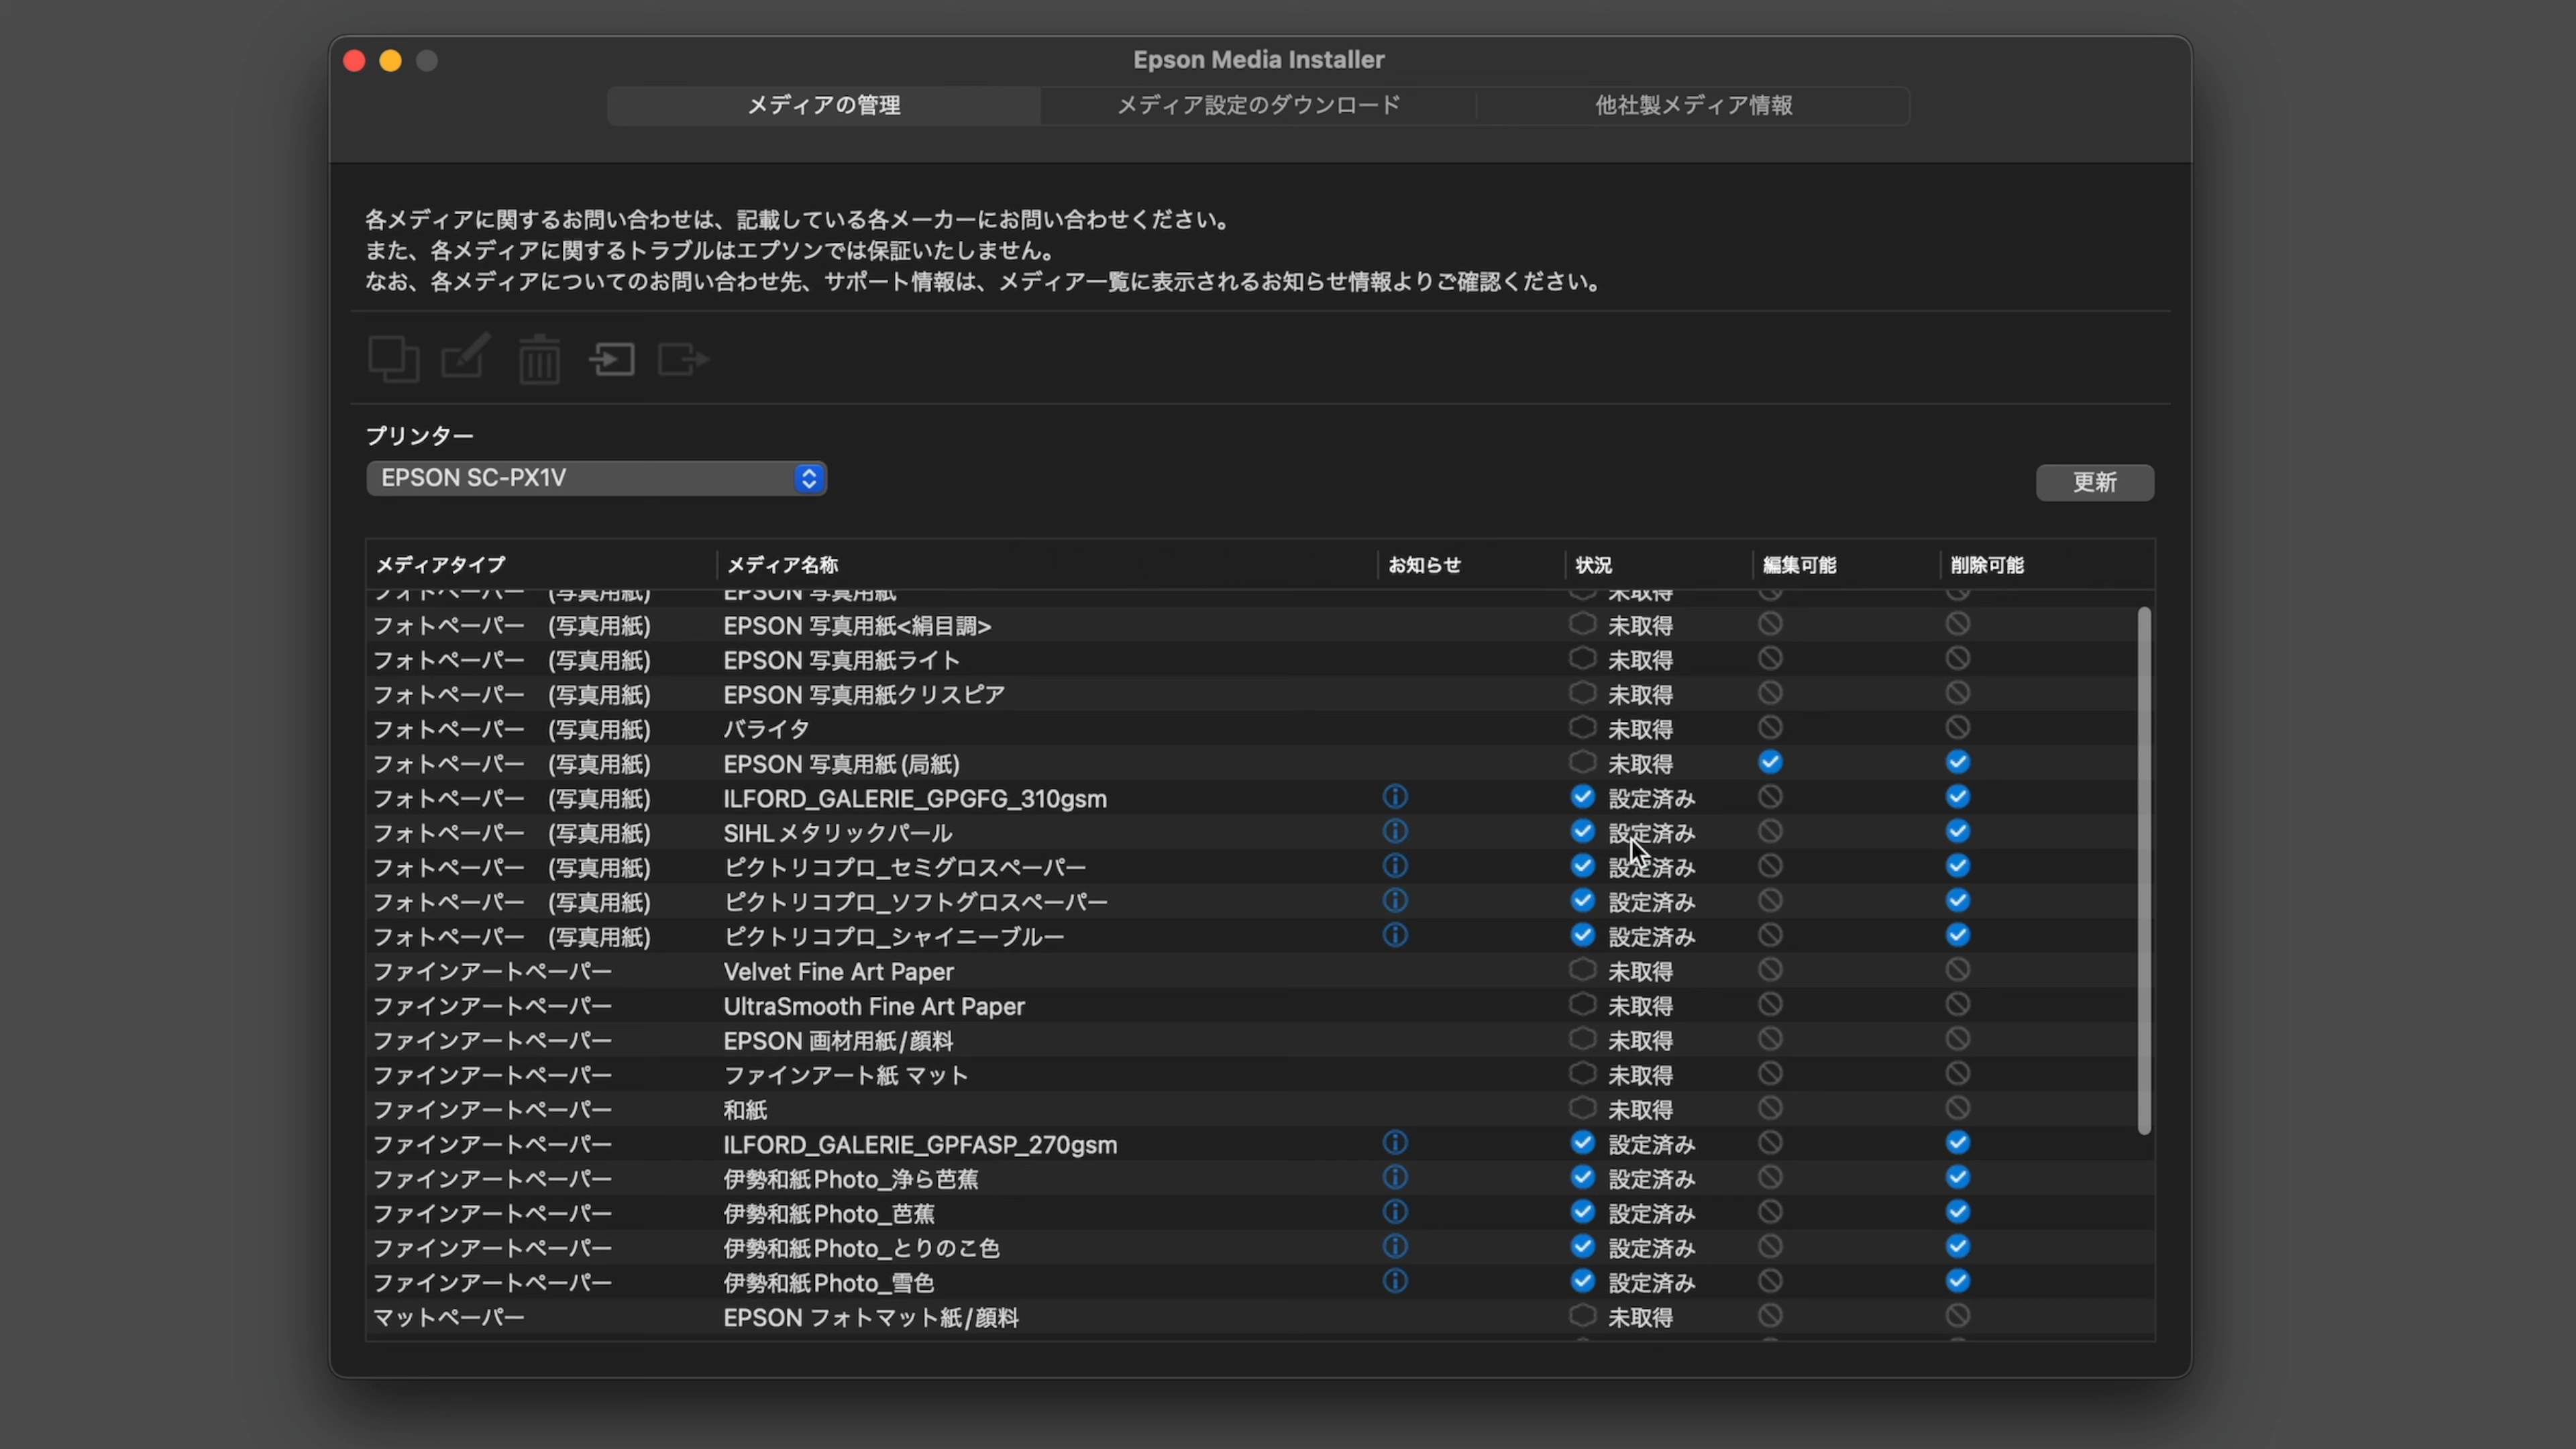 Epson Media Installer
メディアの管理 メディア設定のダウンロード 他社製メディア情報
各メディアに関するお問い合わせは、記載している各メーカーにお問い合わせください。
また、各メディアに関するトラブルはエプソンでは保証いたしません。
なお、各メディアについてのお問い合わせ先、サポート情報は、メディア一覧に表示されるお知らせ情報よりご確認ください。
プリンター
EPSON SC-PX1V
更新
メディアタイプ メディア名称 お知らせ 状況 編集可能 削除可能
フォトペーパー (写真用紙) EPSON 写真用紙 未取得
フォトペーパー (写真用紙) EPSON 写真用紙<絹目調> 未取得
フォトペーパー (写真用紙) EPSON 写真用紙ライト 未取得
フォトペーパー (写真用紙) EPSON 写真用紙クリスピア 未取得
フォトペーパー (写真用紙) バライタ 未取得
フォトペーパー (写真用紙) EPSON 写真用紙(局紙) 未取得
フォトペーパー (写真用紙) ILFORD_GALERIE_GPGFG_310gsm 設定済み
フォトペーパー (写真用紙) SIHL メタリックパール 設定済み
フォトペーパー (写真用紙) ピクトリコプロ_セミグロスペーパー 設定済み
フォトペーパー (写真用紙) ピクトリコプロ_ソフトグロスペーパー 設定済み
フォトペーパー (写真用紙) ピクトリコプロ_シャイニーブルー 設定済み
ファインアートペーパー Velvet Fine Art Paper 未取得
ファインアートペーパー UltraSmooth Fine Art Paper 未取得
ファインアートペーパー EPSON 画材用紙/顔料 未取得
ファインアートペーパー ファインアート紙 マット 未取得
ファインアートペーパー 和紙 未取得
ファインアートペーパー ILFORD_GALERIE_GPFASP_270gsm 設定済み
ファインアートペーパー 伊勢和紙Photo_浄ら芭蕉 設定済み
ファインアートペーパー 伊勢和紙Photo_芭蕉 設定済み
ファインアートペーパー 伊勢和紙Photo_とりのこ色 設定済み
ファインアートペーパー 伊勢和紙Photo_雪色 設定済み
マットペーパー EPSON フォトマット紙/顔料 未取得